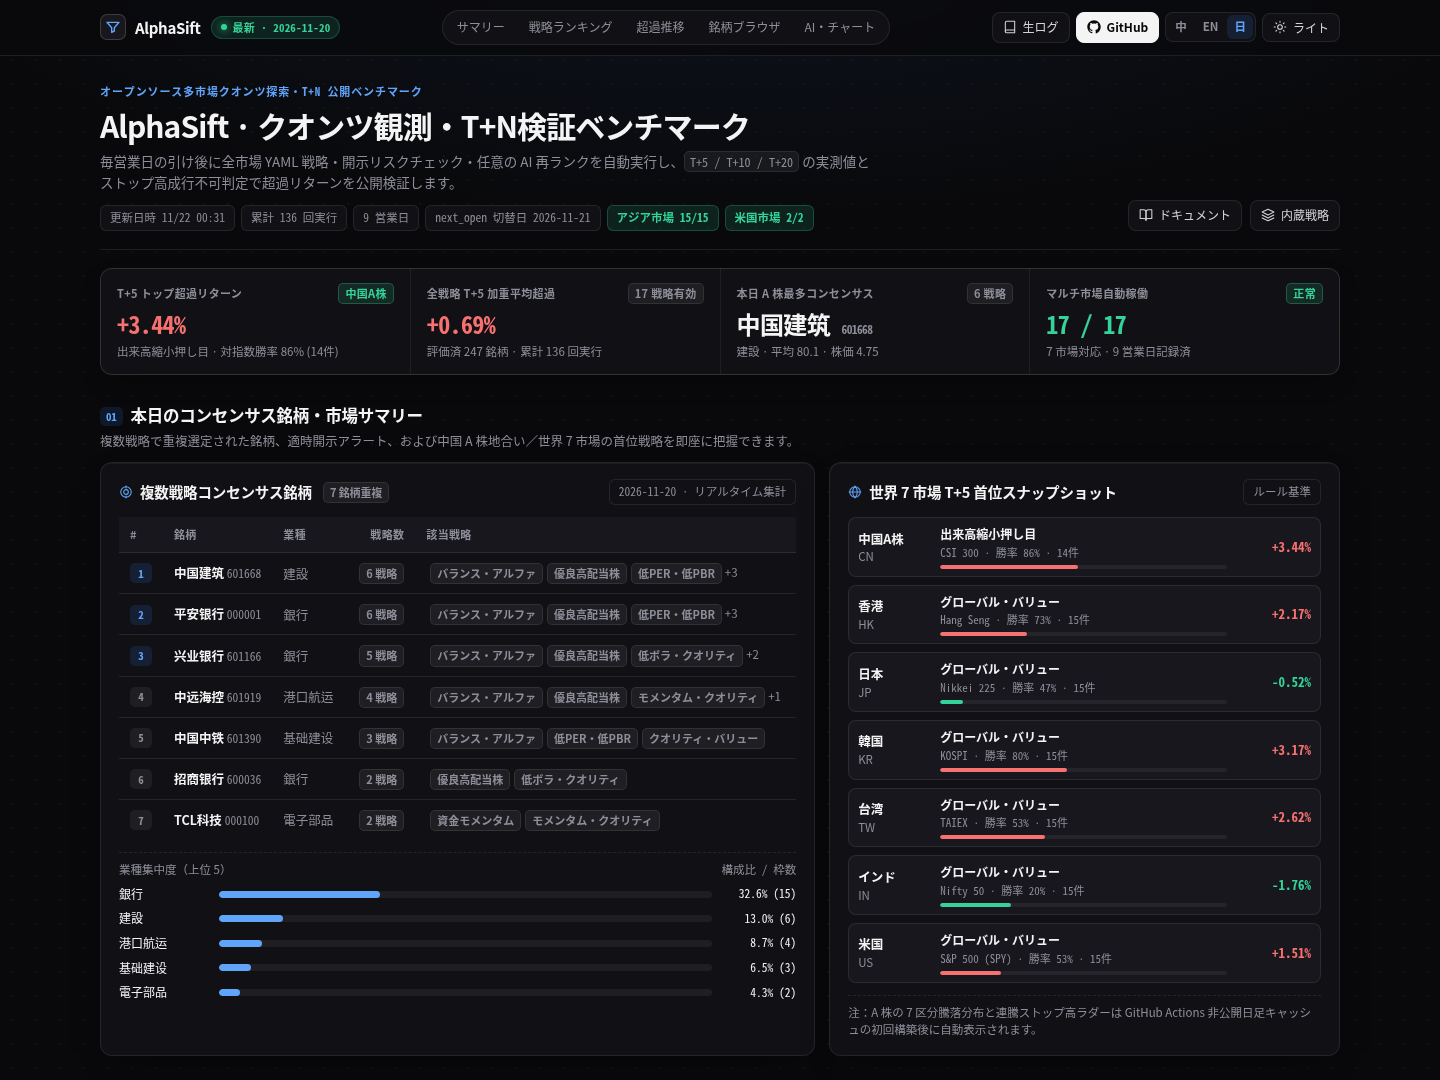 AlphaSift
最新 · 2026-11-20
サマリー
戦略ランキング
超過推移
銘柄ブラウザ
AI・チャート
生ログ
GitHub
中
EN
日
ライト
オープンソース多市場クオンツ探索・T+N 公開ベンチマーク
AlphaSift · クオンツ観測・T+N検証ベンチマーク
毎営業日の引け後に全市場 YAML 戦略・開示リスクチェック・任意の AI 再ランクを自動実行し、 T+5 / T+10 / T+20 の実測値と
ストップ高成行不可判定で超過リターンを公開検証します。
更新日時 11/22 00:31
累計 136 回実行
9 営業日
next_open 切替日 2026-11-21
アジア市場 15/15
米国市場 2/2
ドキュメント
内蔵戦略
T+5 トップ超過リターン
中国A株
+3.44%
出来高縮小押し目 · 対指数勝率 86% (14件)
全戦略 T+5 加重平均超過
17 戦略有効
+0.69%
評価済 247 銘柄 · 累計 136 回実行
本日 A 株最多コンセンサス
6 戦略
中国建筑 601668
建設 · 平均 80.1 · 株価 4.75
マルチ市場自動稼働
正常
17 / 17
7 市場対応 · 9 営業日記録済
01 本日のコンセンサス銘柄・市場サマリー
複数戦略で重複選定された銘柄、適時開示アラート、および中国 A 株地合い／世界 7 市場の首位戦略を即座に把握できます。
複数戦略コンセンサス銘柄
7 銘柄重複
2026-11-20 · リアルタイム集計
# 銘柄 業種 戦略数 該当戦略
1 中国建筑 601668 建設 6 戦略 バランス・アルファ 優良高配当株 低PER・低PBR +3
2 平安银行 000001 銀行 6 戦略 バランス・アルファ 優良高配当株 低PER・低PBR +3
3 兴业银行 601166 銀行 5 戦略 バランス・アルファ 優良高配当株 低ボラ・クオリティ +2
4 中远海控 601919 港口航运 4 戦略 バランス・アルファ 優良高配当株 モメンタム・クオリティ +1
5 中国中铁 601390 基础建设 3 戦略 バランス・アルファ 低PER・低PBR クオリティ・バリュー
6 招商银行 600036 銀行 2 戦略 優良高配当株 低ボラ・クオリティ
7 TCL科技 000100 電子部品 2 戦略 資金モメンタム モメンタム・クオリティ
業種集中度（上位 5） 構成比 / 枠数
銀行 32.6% (15)
建設 13.0% (6)
港口航运 8.7% (4)
基础建设 6.5% (3)
電子部品 4.3% (2)
世界 7 市場 T+5 首位スナップショット
ルール基準
中国A株
CN
出来高縮小押し目
CSI 300 · 勝率 86% · 14件
+3.44%
香港
HK
グローバル・バリュー
Hang Seng · 勝率 73% · 15件
+2.17%
日本
JP
グローバル・バリュー
Nikkei 225 · 勝率 47% · 15件
-0.52%
韓国
KR
グローバル・バリュー
KOSPI · 勝率 80% · 15件
+3.17%
台湾
TW
グローバル・バリュー
TAIEX · 勝率 53% · 15件
+2.62%
インド
IN
グローバル・バリュー
Nifty 50 · 勝率 20% · 15件
-1.76%
米国
US
グローバル・バリュー
S&P 500 (SPY) · 勝率 53% · 15件
+1.51%
注：A 株の 7 区分騰落分布と連騰ストップ高ラダーは GitHub Actions 非公開日足キャッシ
ュの初回構築後に自動表示されます。